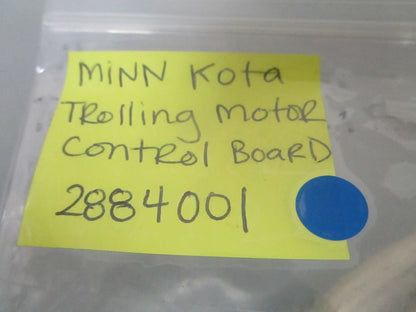 MiNN Kota
TRolliNg MotoR
CoNtRol BoaRD
2884001